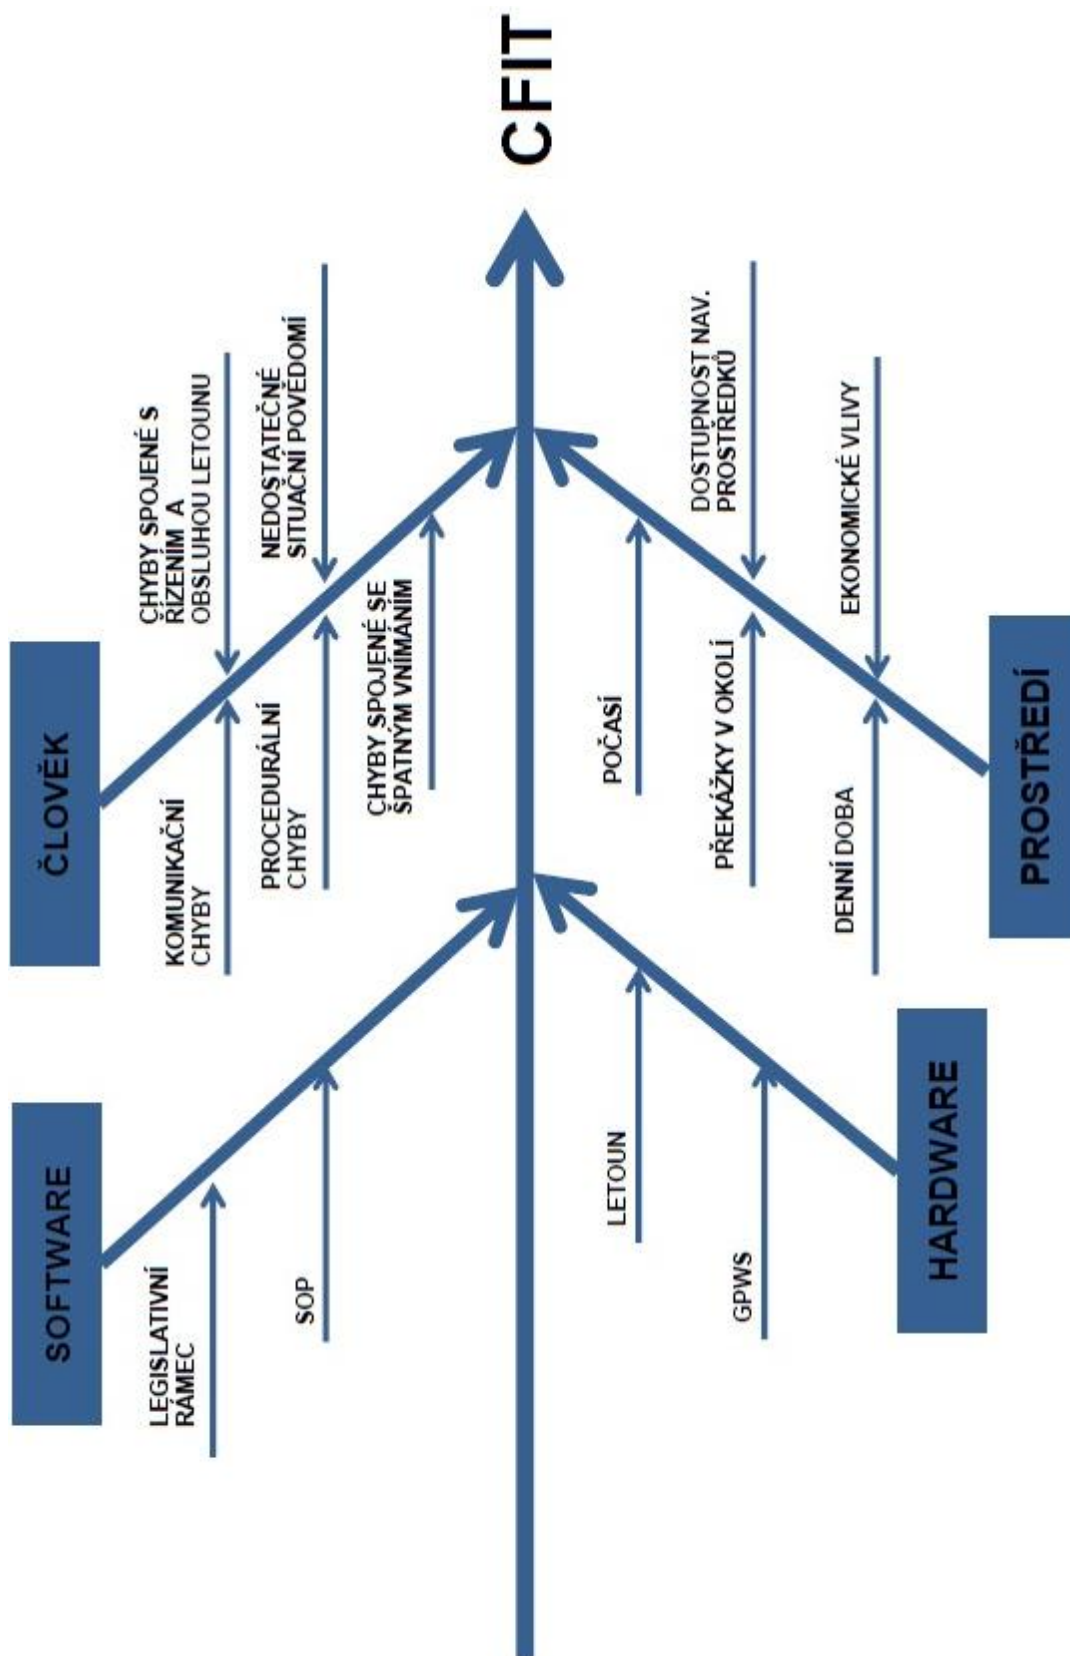 SOFTWARE
LEGISLATIVNÍ
RÁMEC
SOP
ČLOVĚK
KOMUNIKAČNÍ
CHYBY
CHYBY SPOJENÉ S
ŘÍZENÍM A
OBSLUHOU LETOUNU
PROCEDURÁLNÍ
CHYBY
NEDOSTATEČNÉ
SITUAČNÍ POVĚDOMÍ
CHYBY SPOJENÉ SE
ŠPATNÝM VNÍMÁNÍM
CFIT
LETOUN
GPWS
HARDWARE
POČASÍ
PŘEKÁŽKY V OKOLÍ
DOSTUPNOST NAV.
PROSTŘEDKŮ
DENNÍ DOBA
EKONOMICKÉ VLIVY
PROSTŘEDÍ